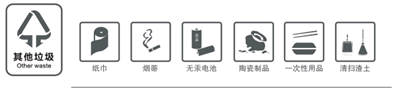 其他垃圾
Other waste
纸巾
烟蒂
无汞电池
陶瓷制品
一次性用品
清扫渣土